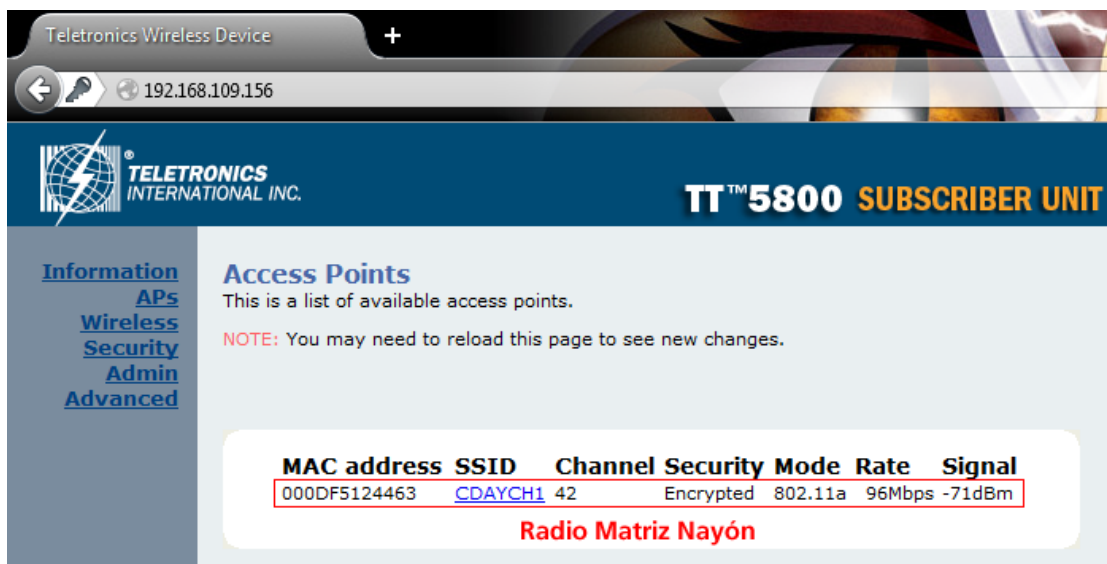 Teletronics Wireless Device
+
192.168.109.156
® TELETRONICS
INTERNATIONAL INC.
TT™5800 SUBSCRIBER UNIT
Information
APs
Wireless
Security
Admin
Advanced
Access Points
This is a list of available access points.
NOTE: You may need to reload this page to see new changes.
MAC address SSID Channel Security Mode Rate Signal
000DF5124463 CDAYCH1 42 Encrypted 802.11a 96Mbps -71dBm
Radio Matriz Nayón